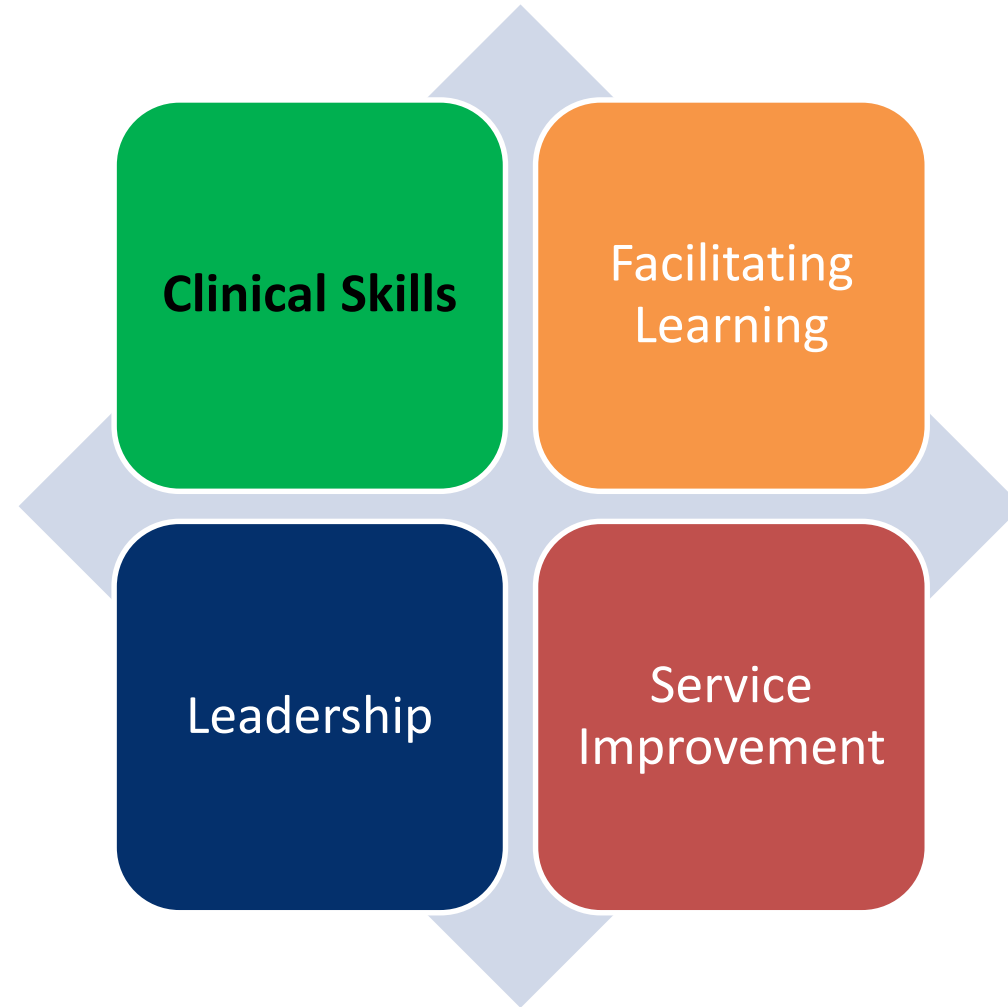 Clinical Skills
Facilitating
Learning
Leadership
Service
Improvement